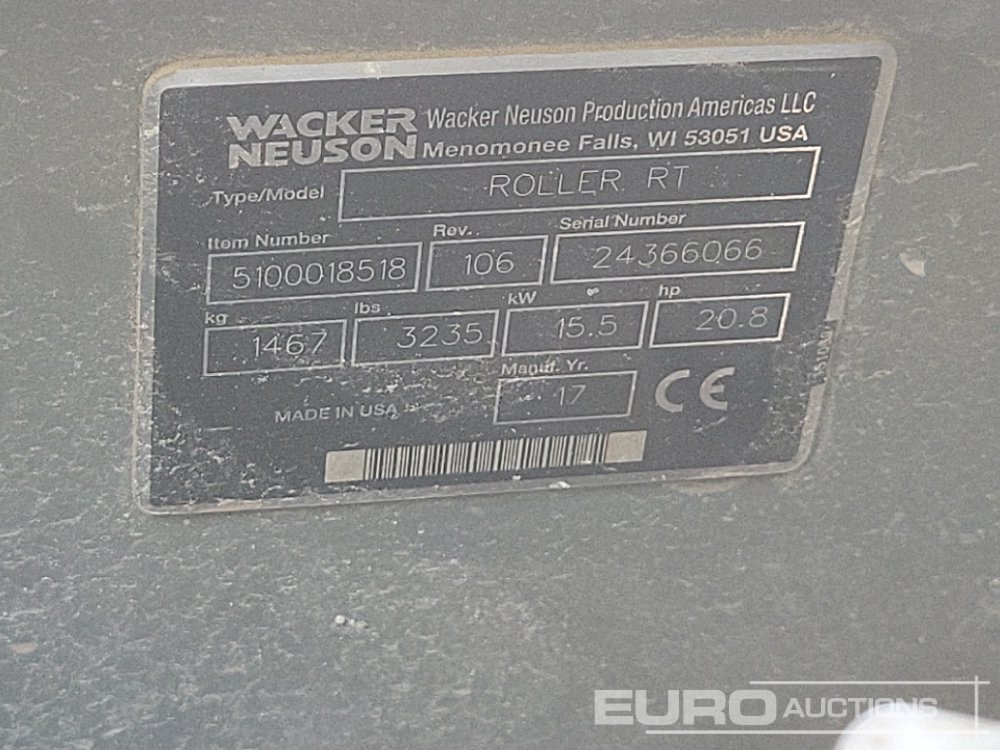 WACKER NEUSON
Wacker Neuson Production Americas LLC
Menomonee Falls, WI 53051 USA
Type/Model ROLLER RT
Item Number Rev. Serial Number
5100018518 106 24366066
kg lbs kW hp
1467 3235 15.5 20.8
Manuf. Yr.
MADE IN USA 17 CE
EURO AUCTIONS